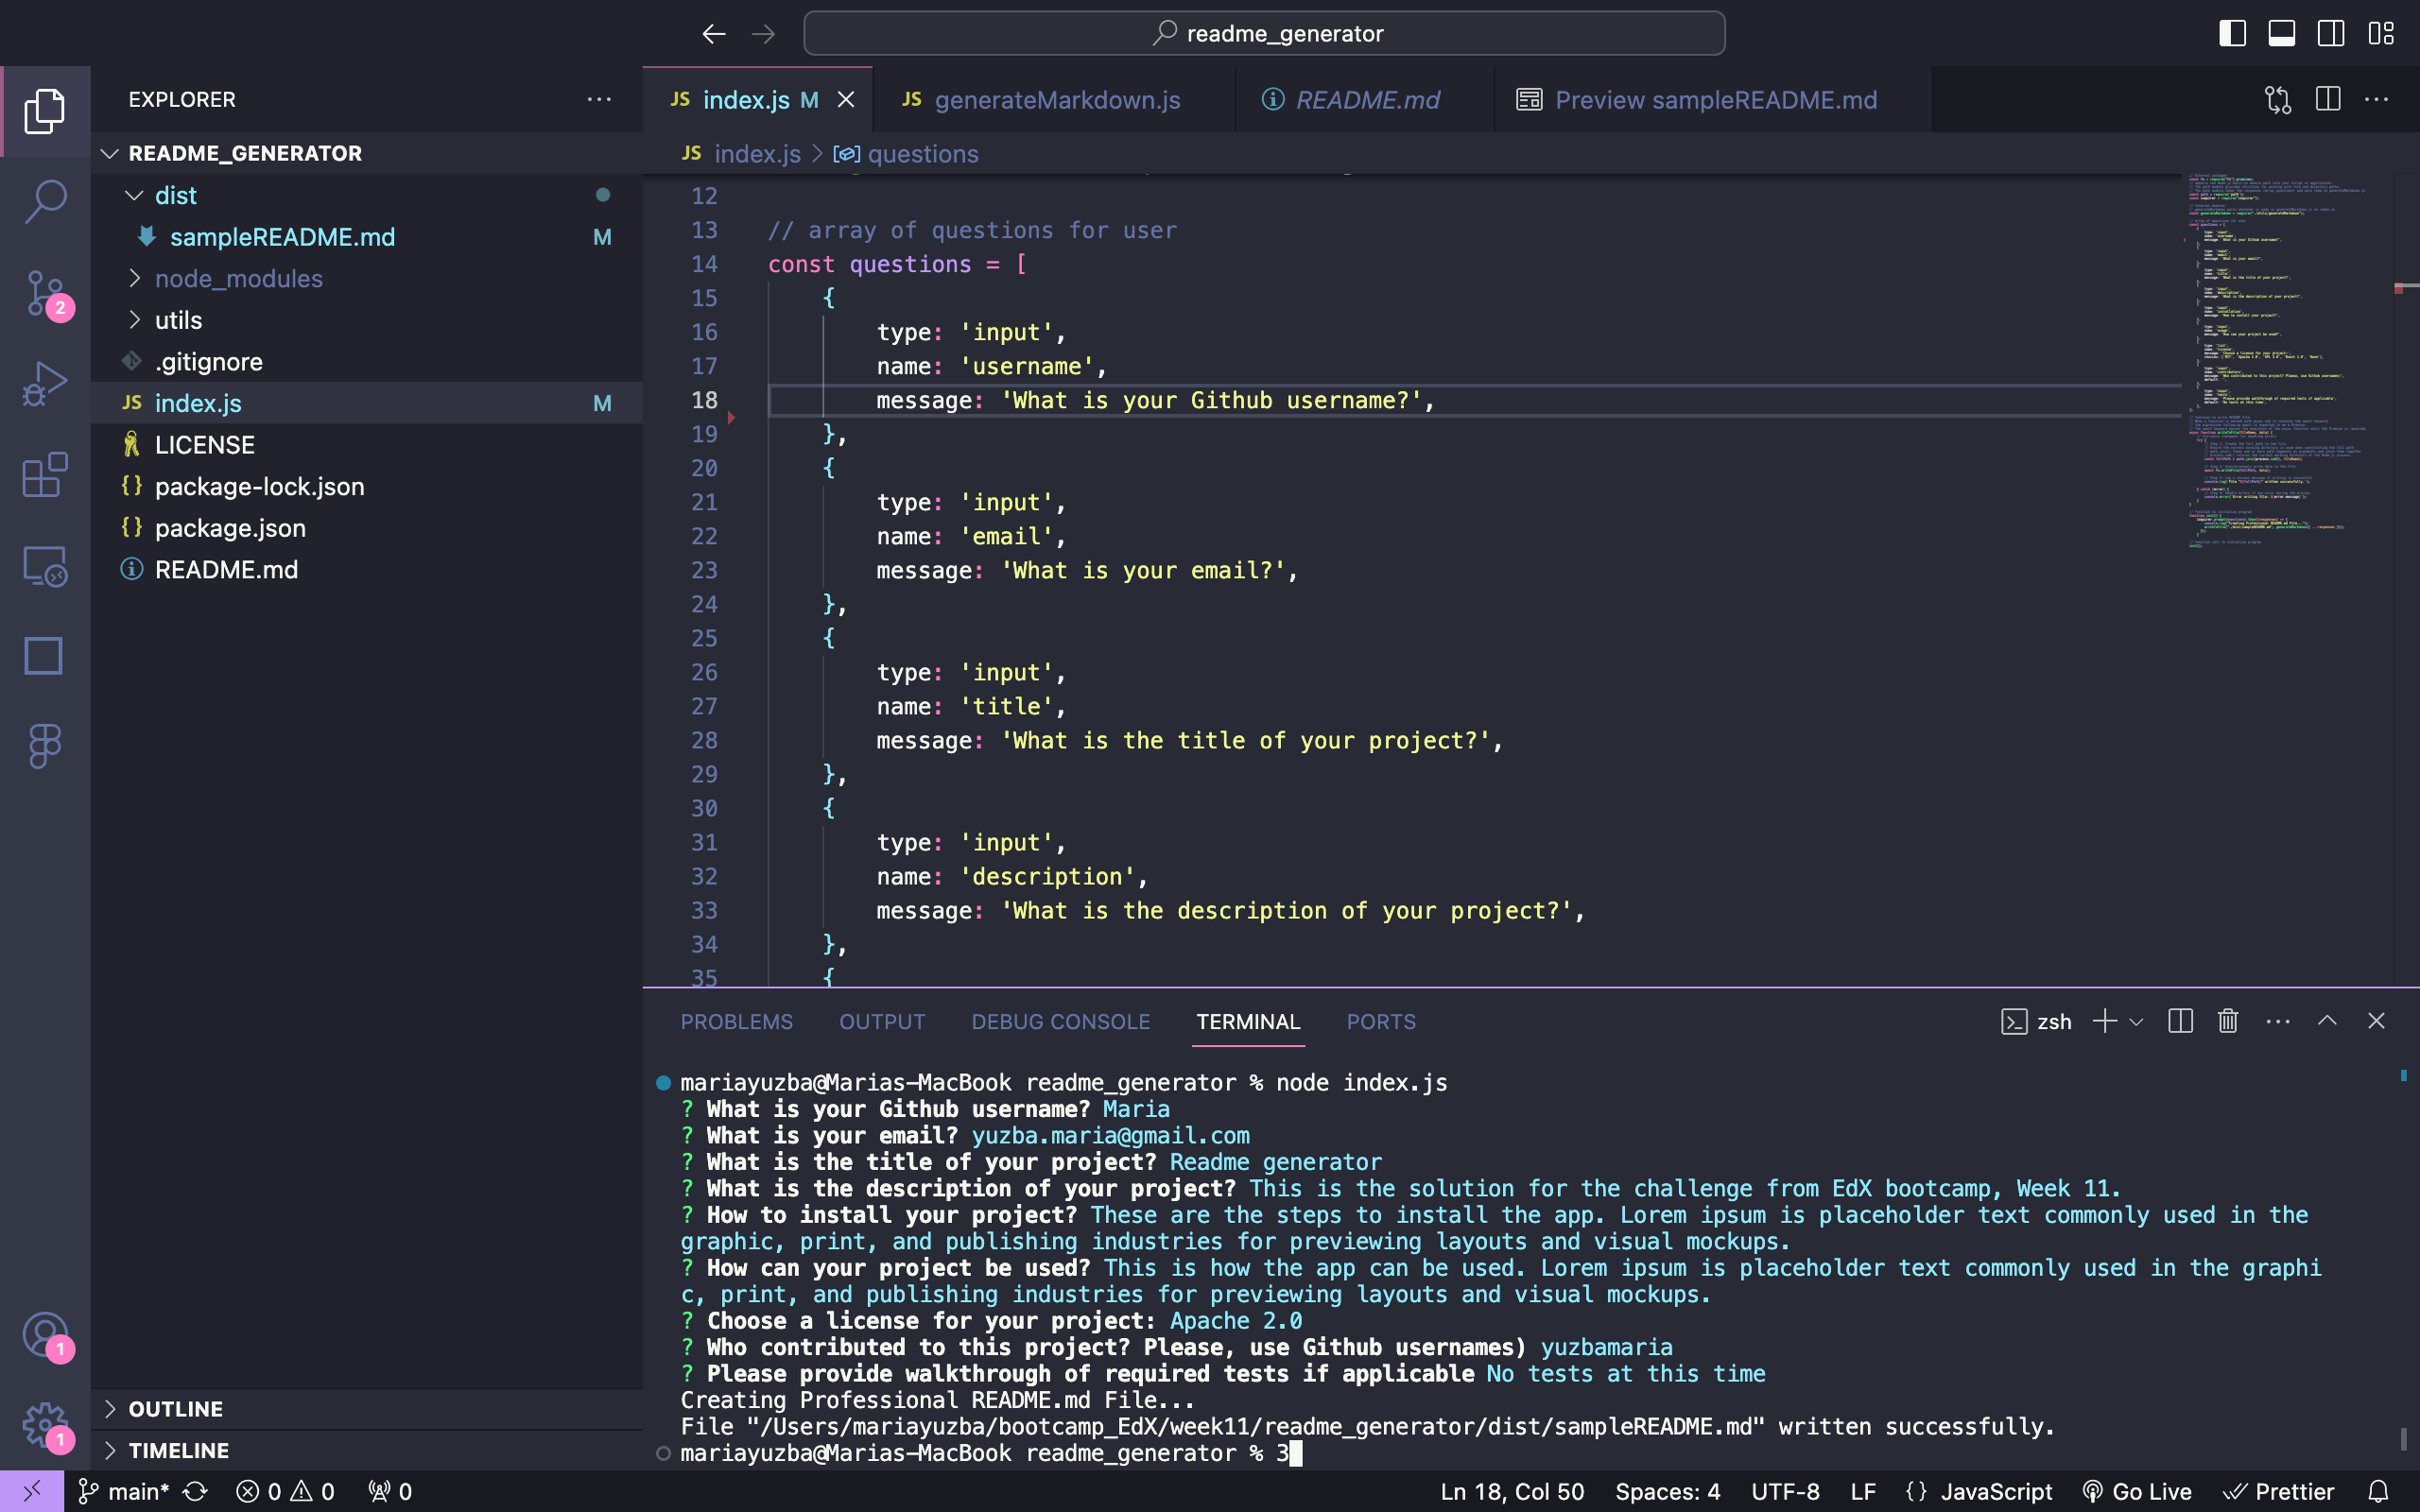 readme_generator
EXPLORER
README_GENERATOR
dist
sampleREADME.md M
node_modules
utils
.gitignore
JS index.js M
LICENSE
{} package-lock.json
{} package.json
README.md
2
1
1
OUTLINE
TIMELINE
JS index.js M
JS generateMarkdown.js
README.md
Preview sampleREADME.md
JS index.js > questions
12
13 // array of questions for user
14 const questions = [
15 {
16 type: 'input',
17 name: 'username',
18 message: 'What is your Github username?',
19 },
20 {
21 type: 'input',
22 name: 'email',
23 message: 'What is your email?',
24 },
25 {
26 type: 'input',
27 name: 'title',
28 message: 'What is the title of your project?',
29 },
30 {
31 type: 'input',
32 name: 'description',
33 message: 'What is the description of your project?',
34 },
35 {
PROBLEMS OUTPUT DEBUG CONSOLE TERMINAL PORTS
zsh
mariayuzba@Marias-MacBook readme_generator % node index.js
? What is your Github username? Maria
? What is your email? yuzba.maria@gmail.com
? What is the title of your project? Readme generator
? What is the description of your project? This is the solution for the challenge from EdX bootcamp, Week 11.
? How to install your project? These are the steps to install the app. Lorem ipsum is placeholder text commonly used in the
graphic, print, and publishing industries for previewing layouts and visual mockups.
? How can your project be used? This is how the app can be used. Lorem ipsum is placeholder text commonly used in the graphi
c, print, and publishing industries for previewing layouts and visual mockups.
? Choose a license for your project: Apache 2.0
? Who contributed to this project? Please, use Github usernames) yuzbamaria
? Please provide walkthrough of required tests if applicable No tests at this time
Creating Professional README.md File...
File "/Users/mariayuzba/bootcamp_EdX/week11/readme_generator/dist/sampleREADME.md" written successfully.
mariayuzba@Marias-MacBook readme_generator % 3
main* 0 0 0 Ln 18, Col 50 Spaces: 4 UTF-8 LF {} JavaScript Go Live Prettier